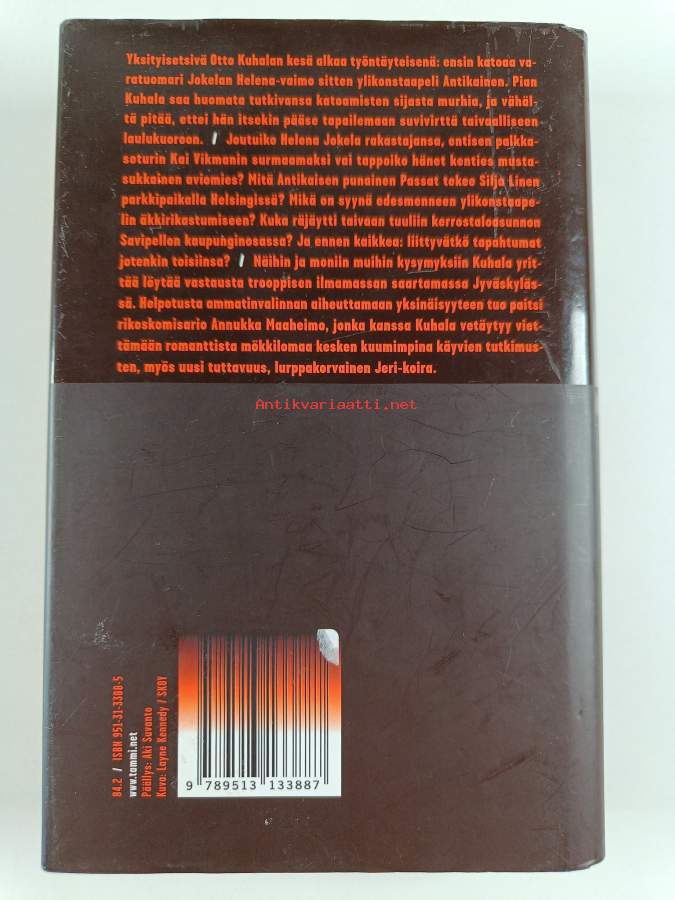 Yksityisetsivä Otto Kuhalan kesä alkaa työntäyteisenä: ensin katoaa va-
ratuomari Jokelan Helena-vaimo sitten ylikonstaapeli Antikainen. Pian
Kuhala saa huomata tutkivansa katoamisten sijasta murhia, ja vähäl-
tä pitää, ettei hän itsekin pääse tapailemaan suvivirttä taivaalliseen
laulukuoroon. / Joutuiko Helena Jokela rakastajansa, entisen palkka-
soturin Kai Vikmanin surmaamaksi vai tappoiko hänet kenties musta-
sukkainen aviomies? Mitä Antikaisen punainen Passat tekee Silja Linen
parkkipaikalla Helsingissä? Mikä on syynä edesmenneen ylikonstaape-
lin äkkirikastumiseen? Kuka räjäytti taivaan tuuliin kerrostaloasunnon
Savipellon kaupunginosassa? Ja ennen kaikkea: liittyvätkö tapahtumat
jotenkin toisiinsa? / Näihin ja moniin muihin kysymyksiin Kuhala yrit-
tää löytää vastausta trooppisen ilmamassan saartamassa Jyväskyläs-
sä. Helpotusta ammatinvalinnan aiheuttamaan yksinäisyyteen tuo paitsi
rikoskomisario Annukka Maaheimo, jonka kanssa Kuhala vetäytyy viet-
tämään romanttista mökkilomaa kesken kuumimpina käyvien tutkimus-
ten, myös uusi tuttavuus, lurppakorvainen Jeri-koira.
Antikvariaatti.net
84.2 / ISBN 951-31-3388-5
www.tammi.net
Päällys: Aki Suvanto
Kuva: Layne Kennedy / SKOY
9 789513 133887